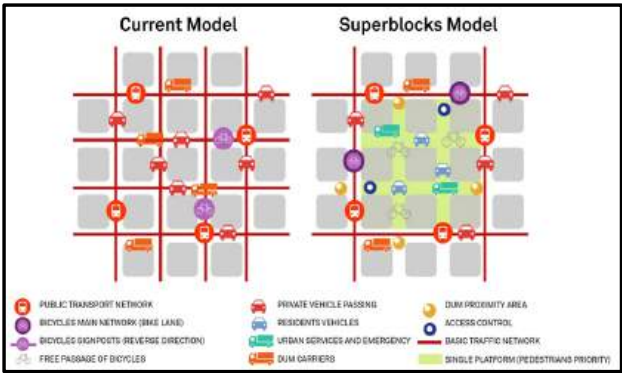 Current Model
Superblocks Model
PUBLIC TRANSPORT NETWORK
BICYCLES MAIN NETWORK (BIKE LANE)
BICYCLES SIGNPOSTS (REVERSE DIRECTION)
FREE PASSAGE OF BICYCLES
PRIVATE VEHICLE PASSING
RESIDENTS VEHICLES
URBAN SERVICES AND EMERGENCY
DUM CARRIERS
DUM PROXIMITY AREA
ACCESS CONTROL
BASIC TRAFFIC NETWORK
SINGLE PLATFORM (PEDESTRIANS PRIORITY)